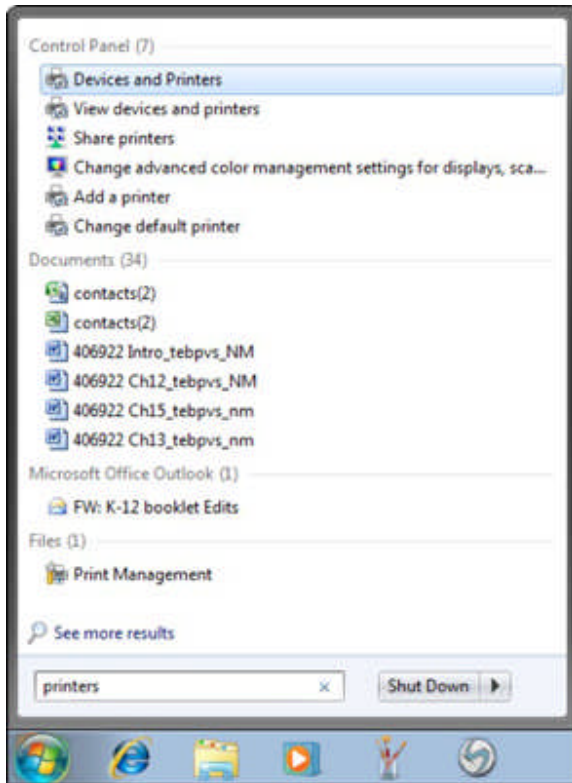 Control Panel (7)
Devices and Printers
View devices and printers
Share printers
Change advanced color management settings for displays, sca...
Add a printer
Change default printer
Documents (34)
contacts(2)
contacts(2)
406922 Intro_tebpvs_NM
406922 Ch12_tebpvs_NM
406922 Ch15_tebpvs_nm
406922 Ch13_tebpvs_nm
Microsoft Office Outlook (1)
FW: K-12 booklet Edits
Files (1)
Print Management
See more results
printers
Shut Down